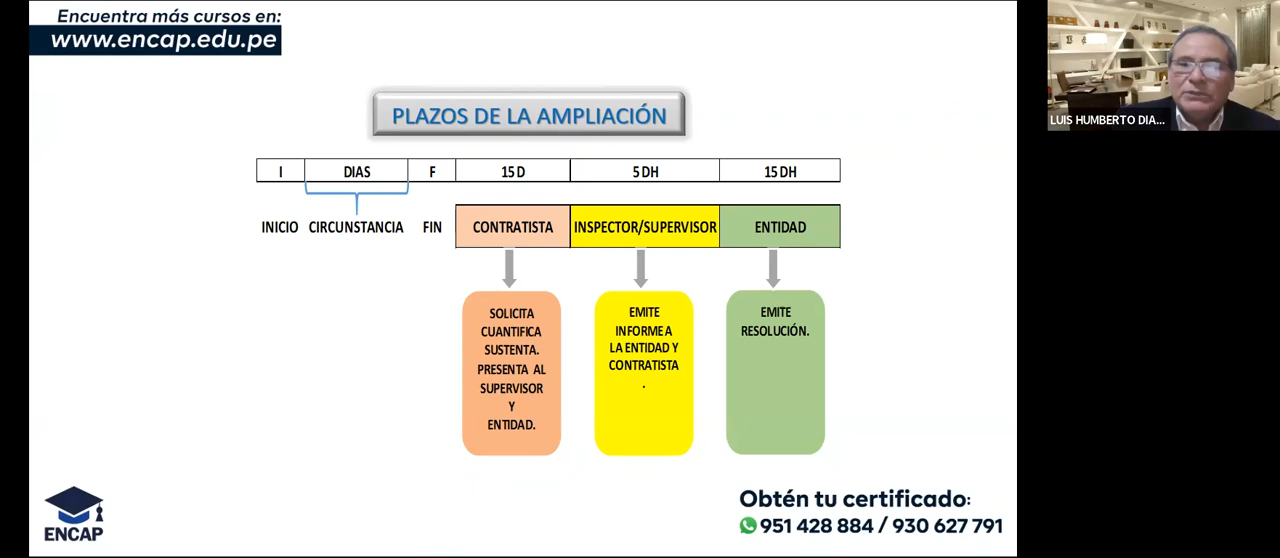 Encuentra más cursos en:
www.encap.edu.pe
LUIS HUMBERTO DIA...
PLAZOS DE LA AMPLIACIÓN
I DIAS F 15 D 5 DH 15 DH
INICIO CIRCUNSTANCIA FIN CONTRATISTA INSPECTOR/SUPERVISOR ENTIDAD
SOLICITA
CUANTIFICA
SUSTENTA.
PRESENTA AL
SUPERVISOR
Y
ENTIDAD.
EMITE
INFORME A
LA ENTIDAD Y
CONTRATISTA
.
EMITE
RESOLUCIÓN.
ENCAP
Obtén tu certificado:
951 428 884 / 930 627 791